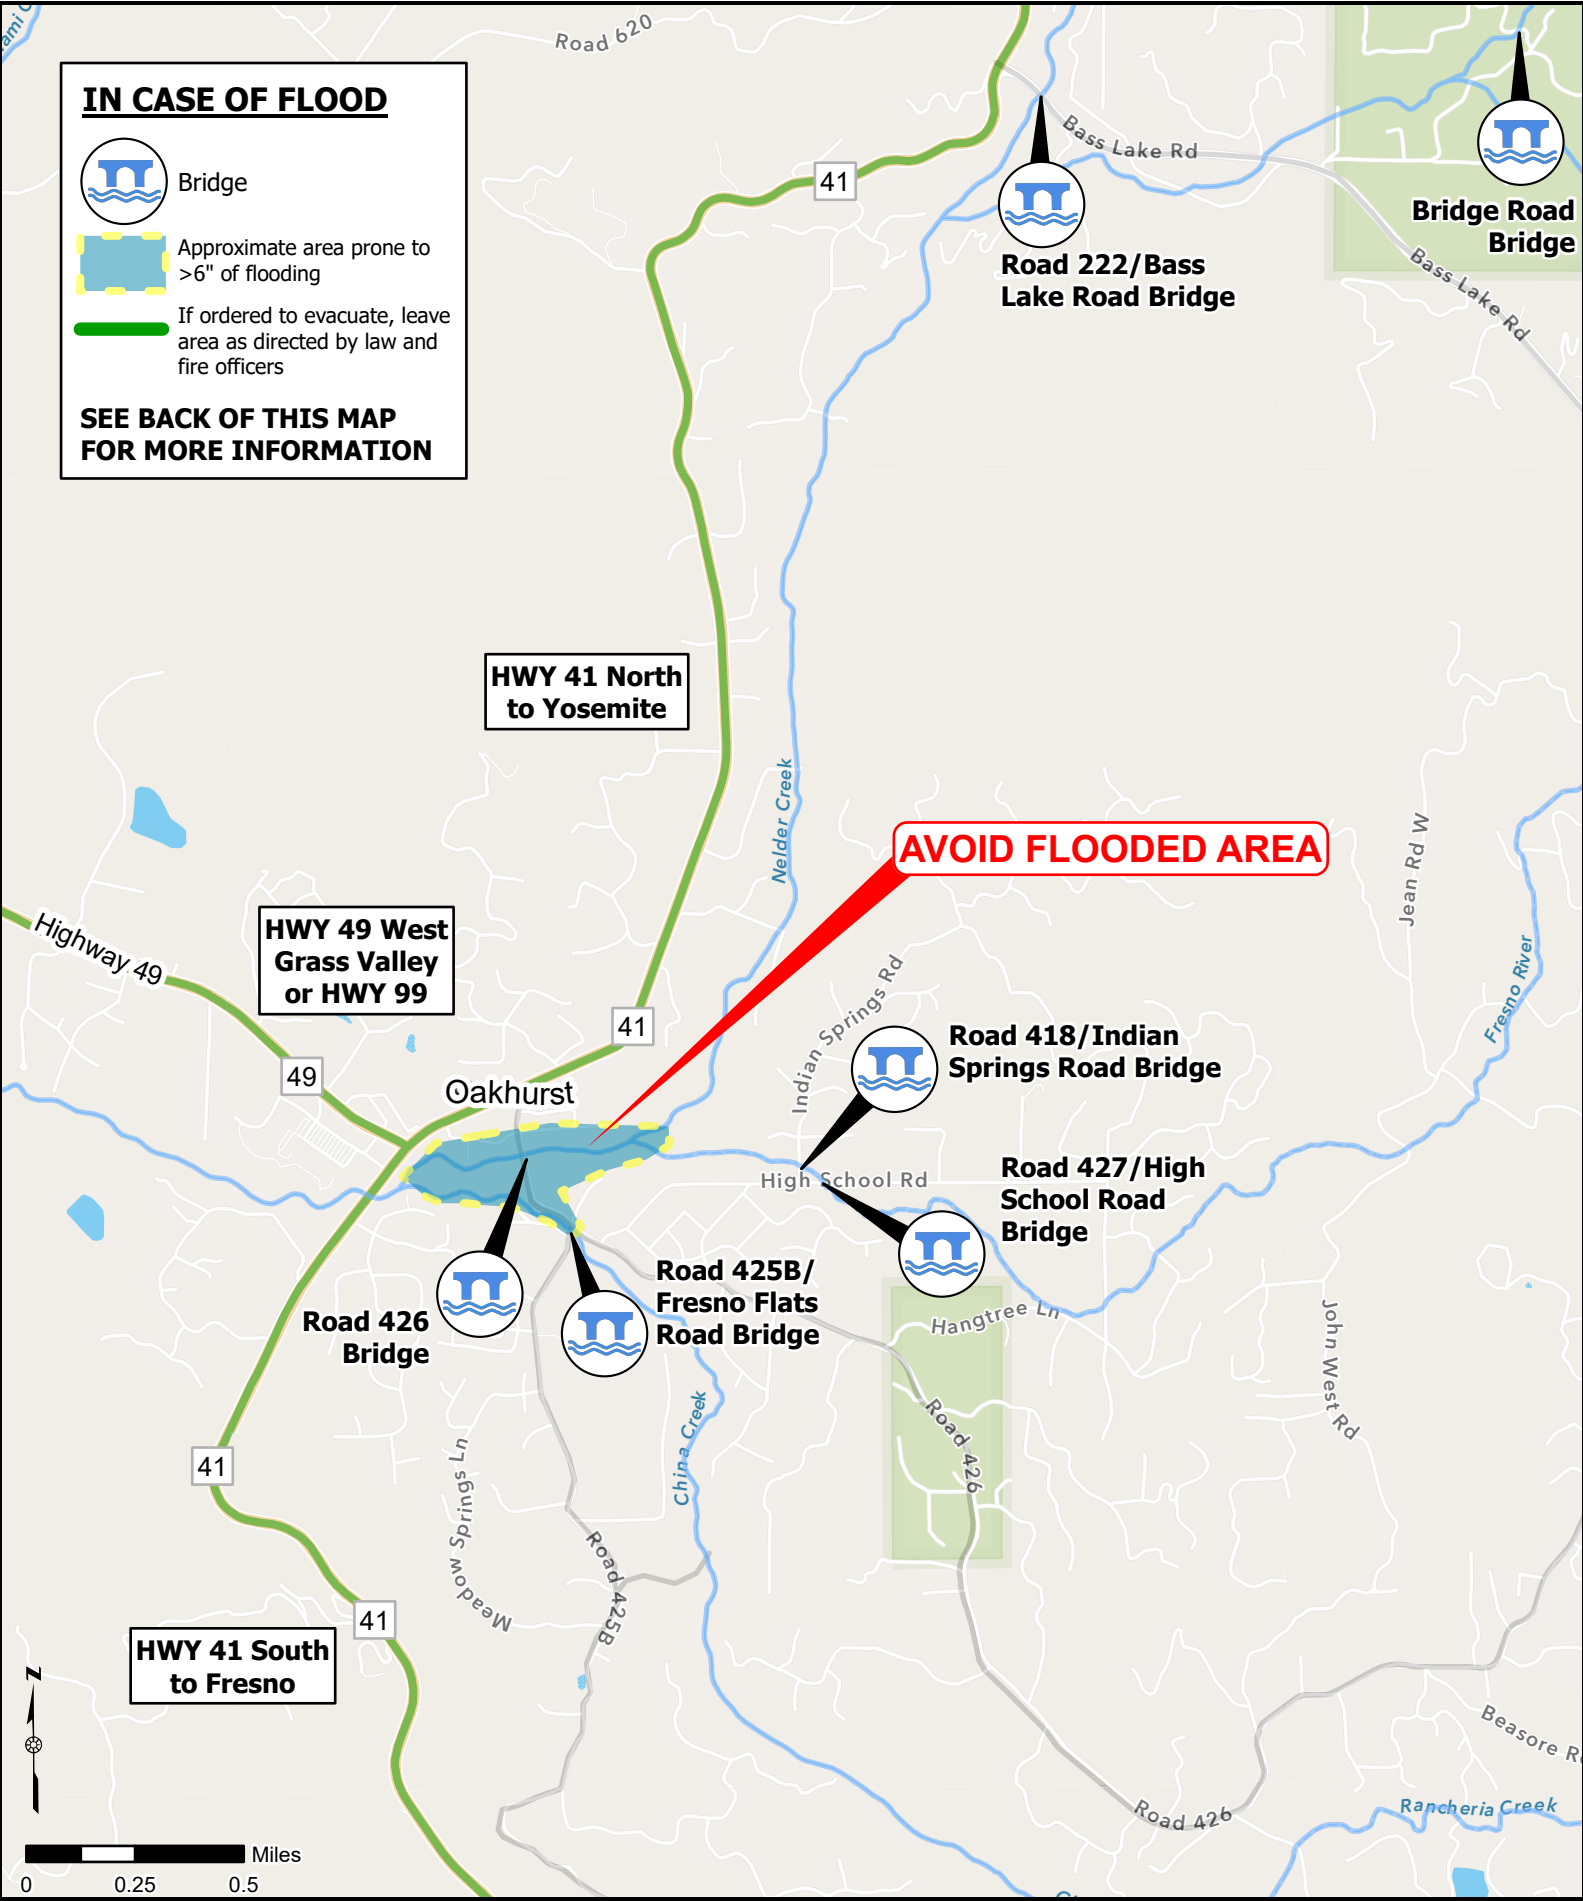 ami C
Road 620
IN CASE OF FLOOD
Bridge
Approximate area prone to
>6" of flooding
If ordered to evacuate, leave
area as directed by law and
fire officers
SEE BACK OF THIS MAP
FOR MORE INFORMATION
41
Bass Lake Rd
Road 222/Bass
Lake Road Bridge
Bridge Road
Bridge
Bass Lake Rd
HWY 41 North
to Yosemite
Nelder Creek
AVOID FLOODED AREA
Jean Rd W
Fresno River
Highway 49
HWY 49 West
Grass Valley
or HWY 99
41
49
Oakhurst
Indian Springs Rd
Road 418/Indian
Springs Road Bridge
High School Rd
Road 427/High
School Road
Bridge
Road 426
Bridge
Road 425B/
Fresno Flats
Road Bridge
Hangtree Ln
John West Rd
China Creek
Road 426
41
Meadow Springs Ln
Road 425B
41
HWY 41 South
to Fresno
N
Beasore R
Road 426
Rancheria Creek
Miles
0 0.25 0.5